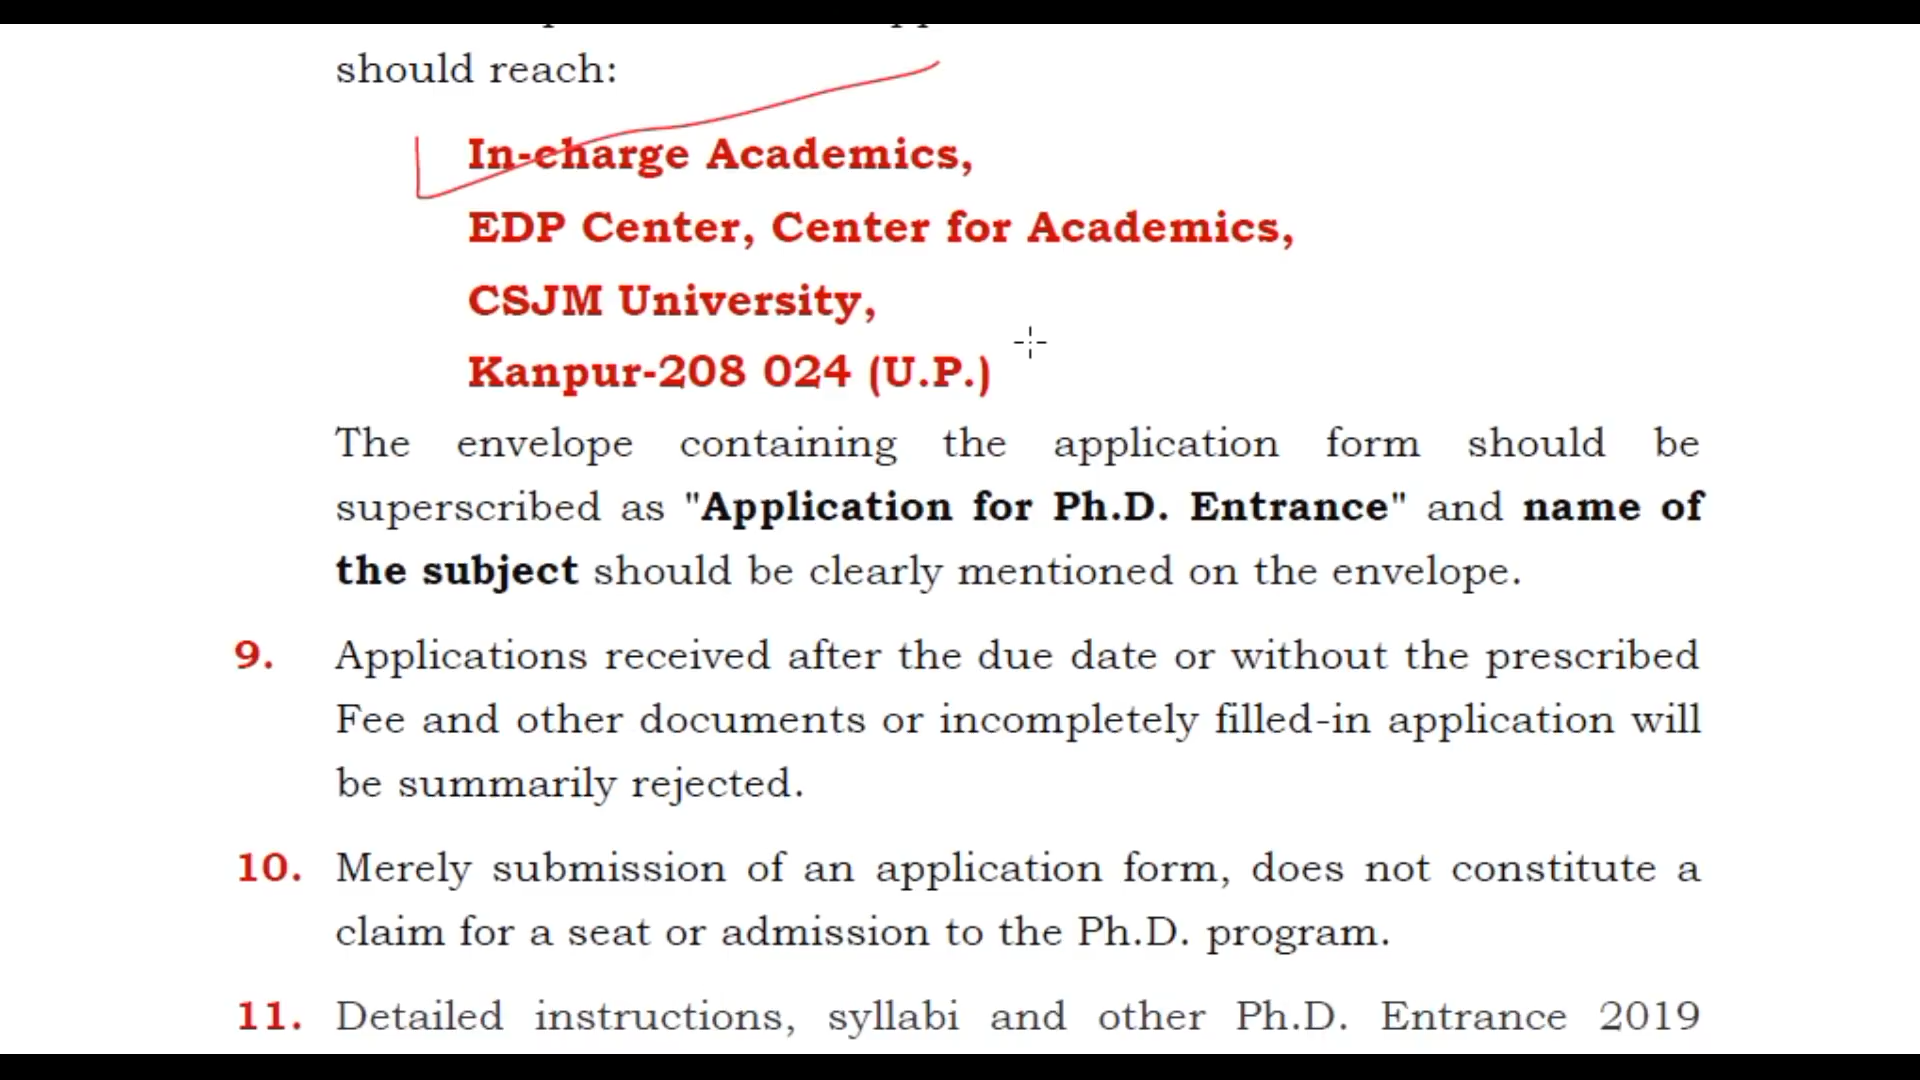 should reach:
In-charge Academics,
EDP Center, Center for Academics,
CSJM University,
Kanpur-208 024 (U.P.)
The envelope containing the application form should be
superscribed as "Application for Ph.D. Entrance" and name of
the subject should be clearly mentioned on the envelope.
9. Applications received after the due date or without the prescribed
Fee and other documents or incompletely filled-in application will
be summarily rejected.
10. Merely submission of an application form, does not constitute a
claim for a seat or admission to the Ph.D. program.
11. Detailed instructions, syllabi and other Ph.D. Entrance 2019